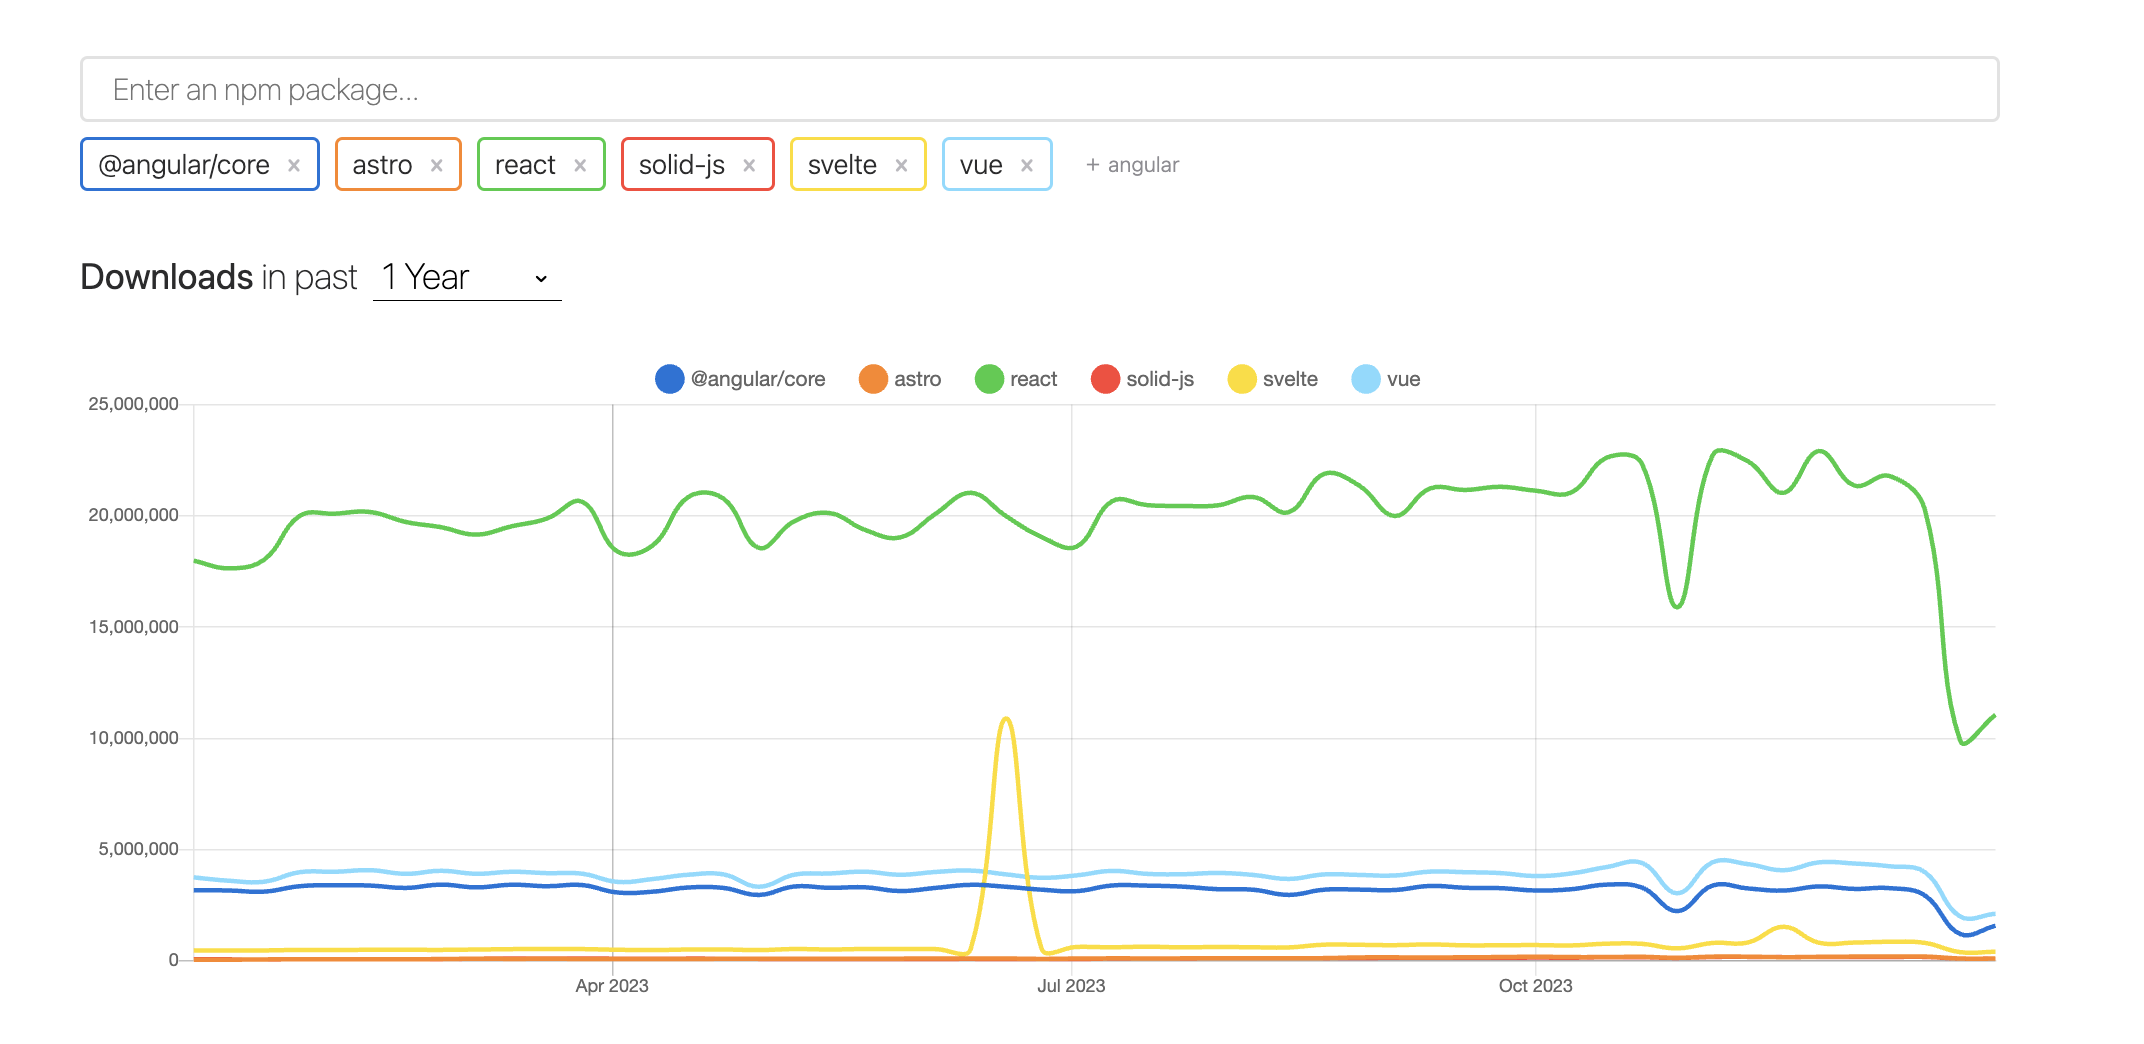 Enter an npm package...
@angular/core × astro × react × solid-js × svelte × vue × + angular
Downloads in past 1 Year
@angular/core astro react solid-js svelte vue
25,000,000
20,000,000
15,000,000
10,000,000
5,000,000
0
Apr 2023 Jul 2023 Oct 2023